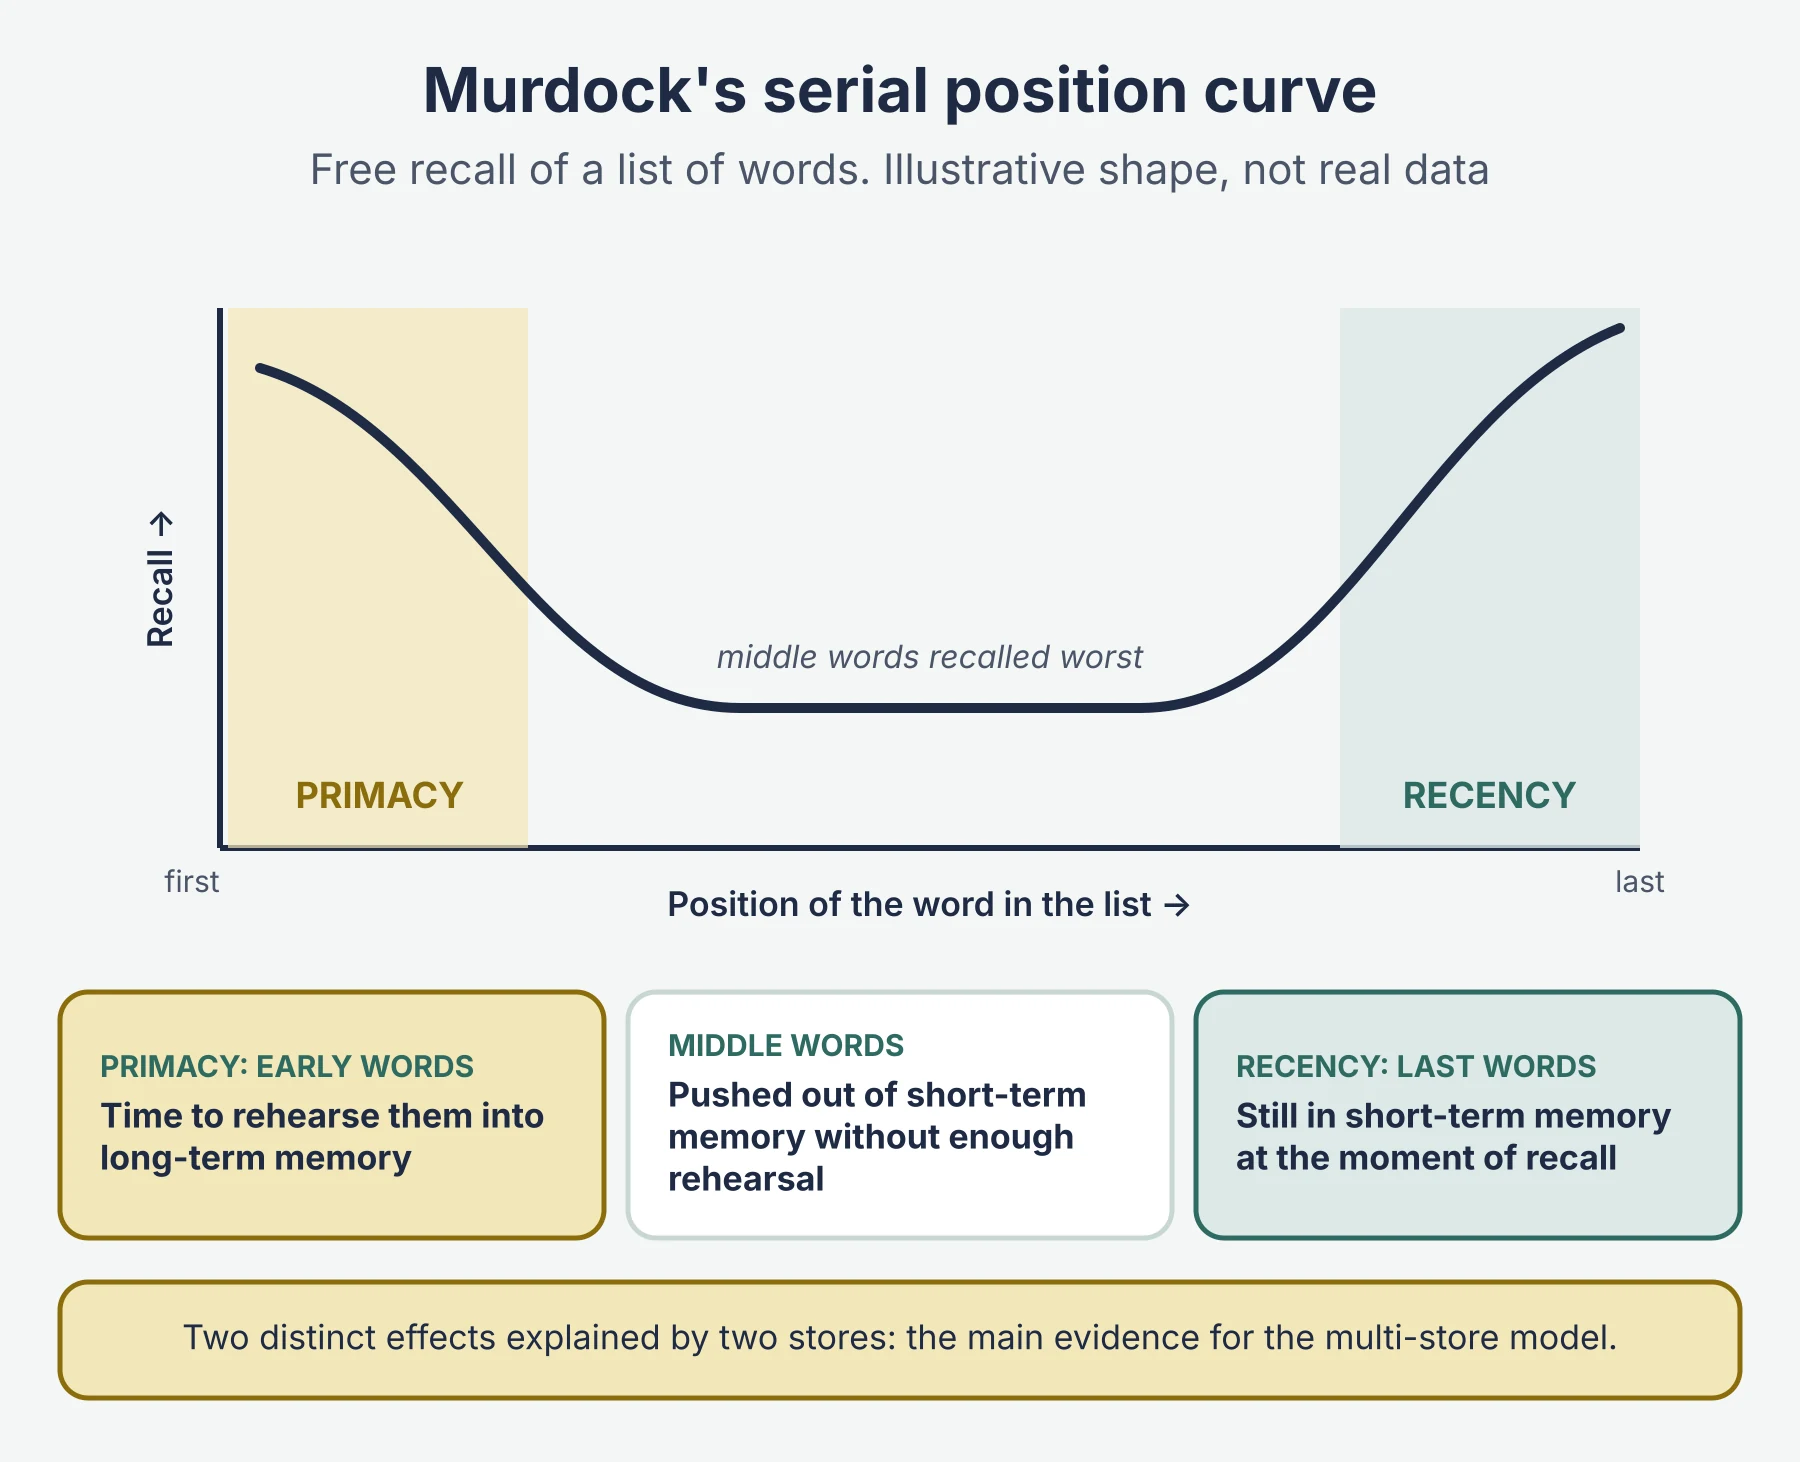 Murdock's serial position curve
Free recall of a list of words. Illustrative shape, not real data
Recall →
middle words recalled worst
PRIMACY
RECENCY
first
last
Position of the word in the list →
PRIMACY: EARLY WORDS
Time to rehearse them into
long-term memory
MIDDLE WORDS
Pushed out of short-term
memory without enough
rehearsal
RECENCY: LAST WORDS
Still in short-term memory
at the moment of recall
Two distinct effects explained by two stores: the main evidence for the multi-store model.